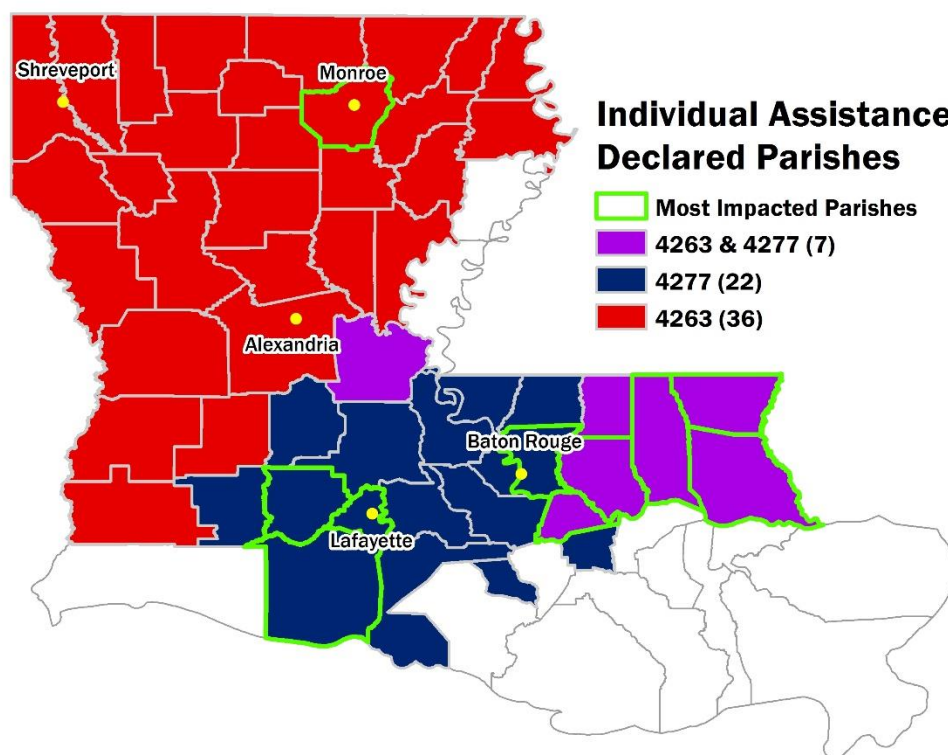 Shreveport
Monroe
Individual Assistance
Declared Parishes
Most Impacted Parishes
4263 & 4277 (7)
4277 (22)
4263 (36)
Alexandria
Baton Rouge
Lafayette